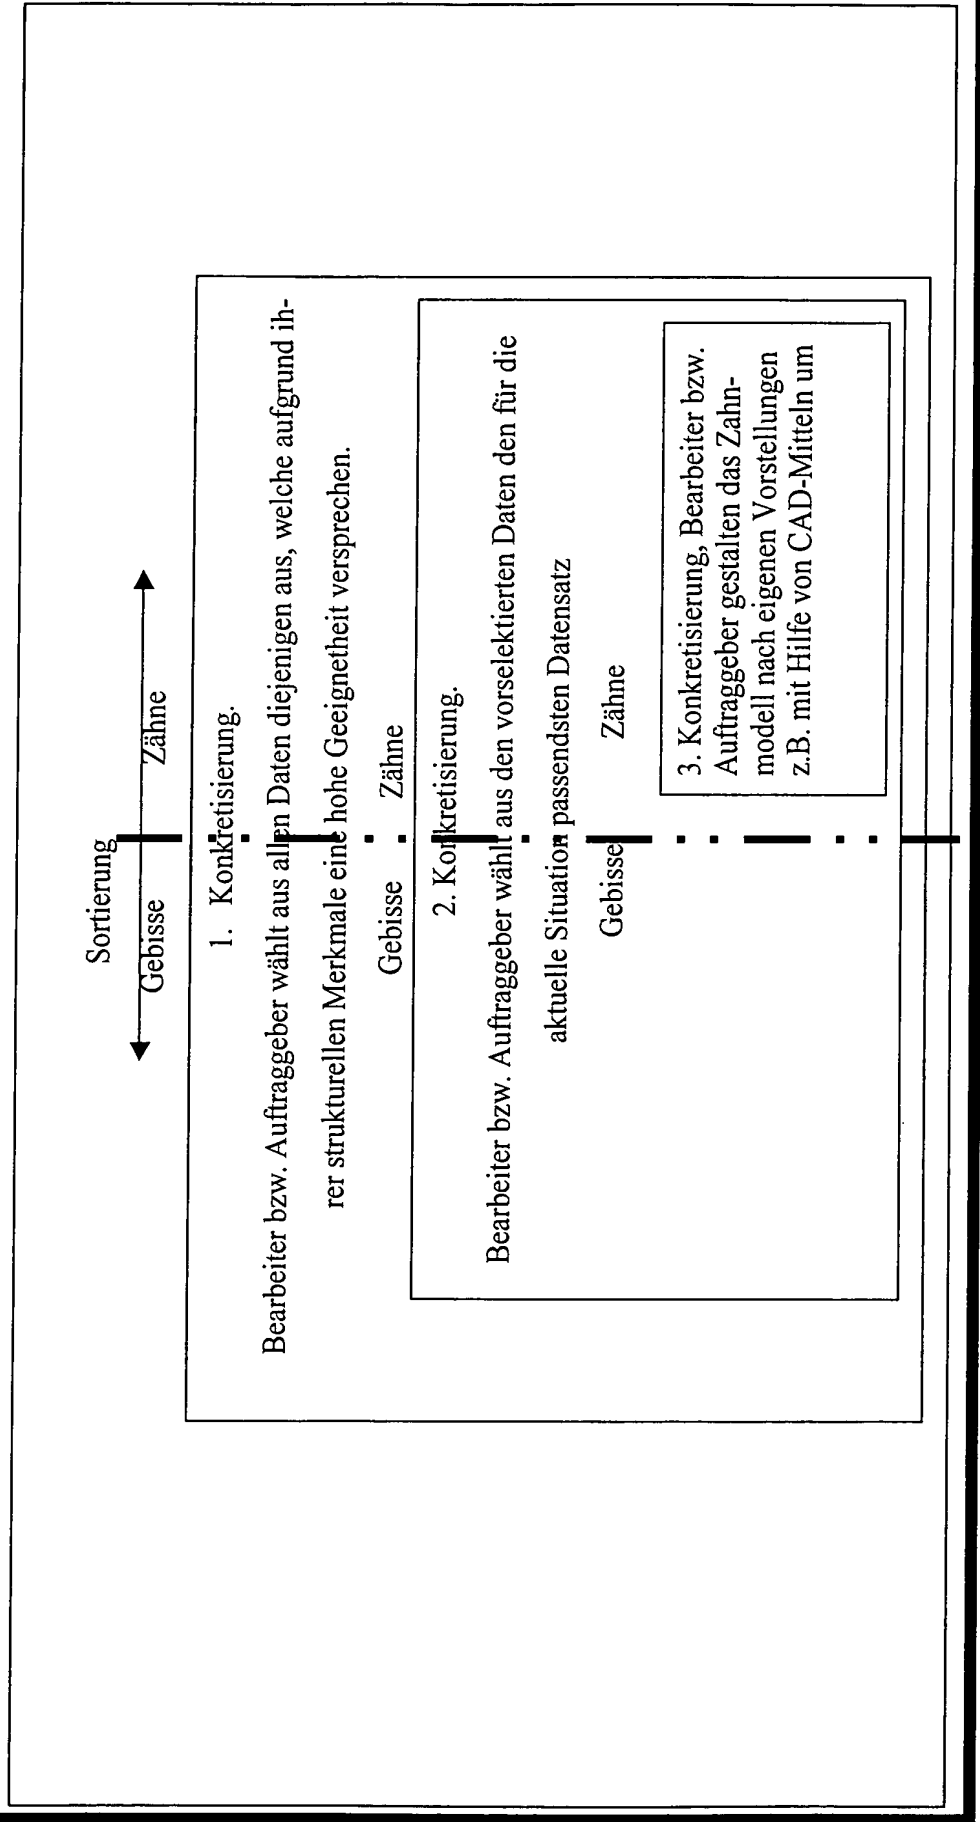 Sortierung
Gebisse Zähne
1. Konkretisierung.
Bearbeiter bzw. Auftraggeber wählt aus allen Daten diejenigen aus, welche aufgrund ih-
rer strukturellen Merkmale eine hohe Geeignetheit versprechen.
Gebisse Zähne
2. Konkretisierung.
Bearbeiter bzw. Auftraggeber wählt aus den vorselektierten Daten den für die
aktuelle Situation passendsten Datensatz
Gebisse Zähne
3. Konkretisierung, Bearbeiter bzw.
Auftraggeber gestalten das Zahn-
modell nach eigenen Vorstellungen
z.B. mit Hilfe von CAD-Mitteln um